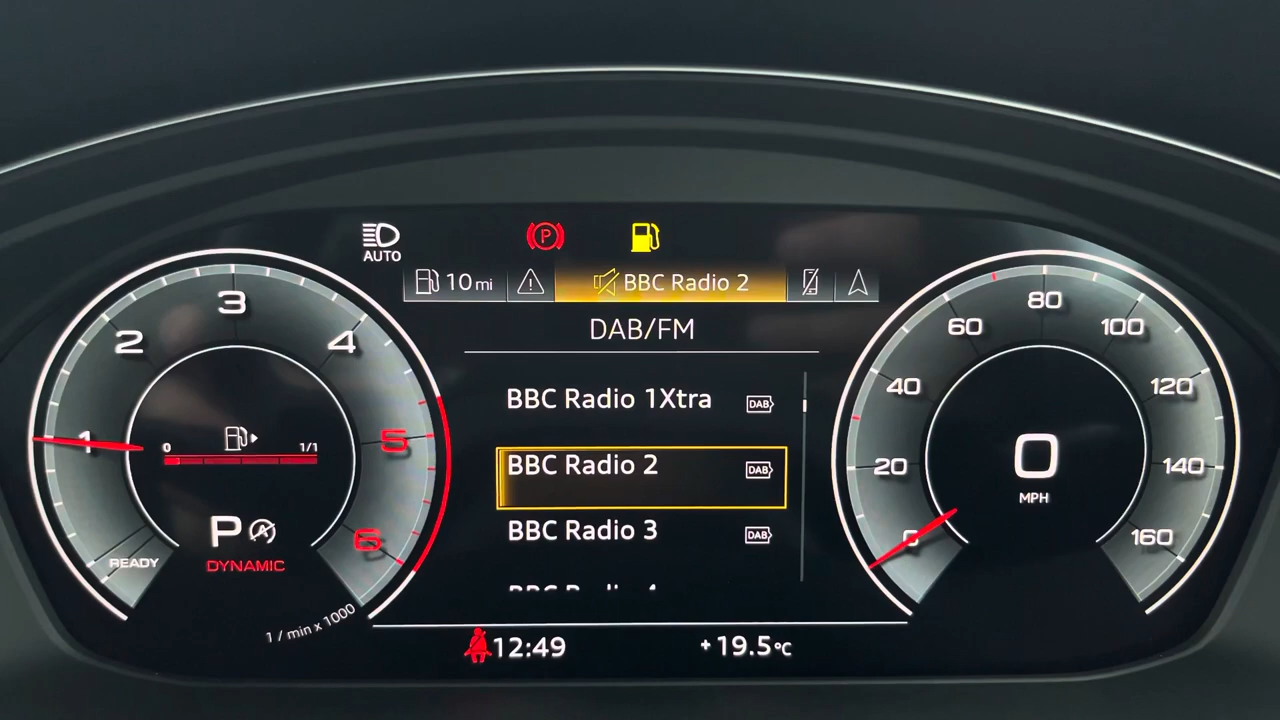 AUTO
P
10 mi
BBC Radio 2
DAB/FM
BBC Radio 1Xtra DAB
BBC Radio 2 DAB
BBC Radio 3 DAB
1
2
3
4
5
6
0 1/1
P
READY
DYNAMIC
1 / min x 1000
0
20
40
60
80
100
120
140
160
0
MPH
12:49
+19.5°C